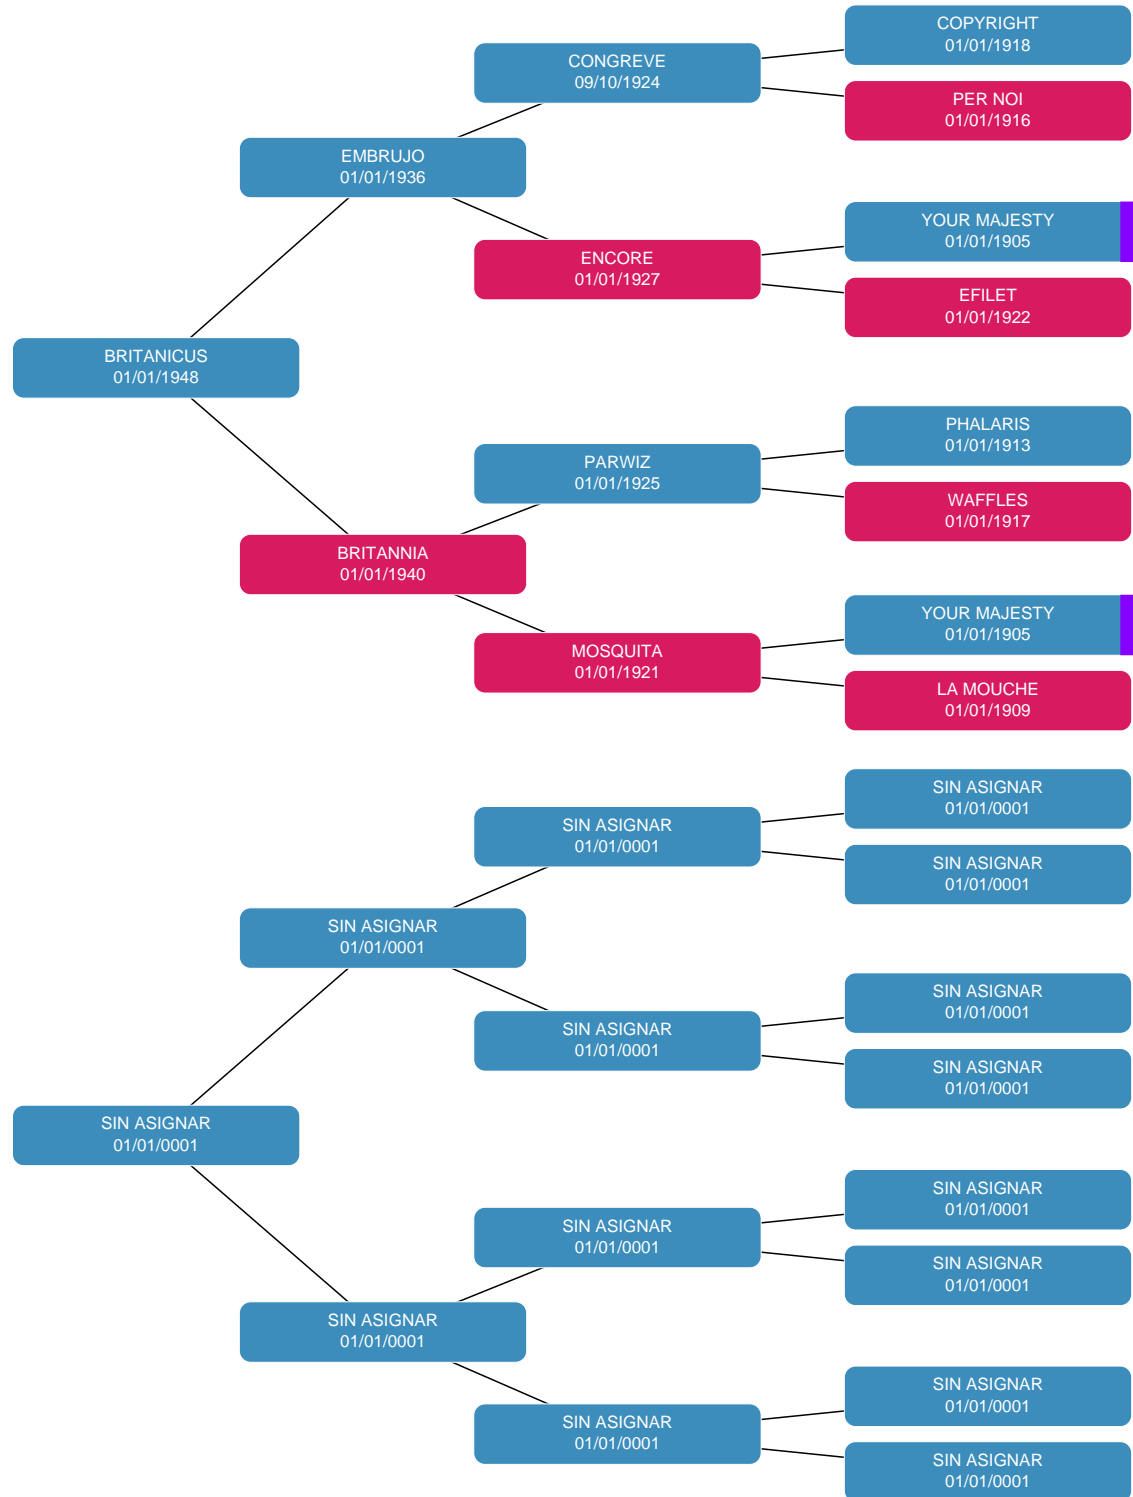 COPYRIGHT
01/01/1918
CONGREVE
09/10/1924
PER NOI
01/01/1916
EMBRUJO
01/01/1936
YOUR MAJESTY
01/01/1905
ENCORE
01/01/1927
EFILET
01/01/1922
BRITANICUS
01/01/1948
PHALARIS
01/01/1913
PARWIZ
01/01/1925
WAFFLES
01/01/1917
BRITANNIA
01/01/1940
YOUR MAJESTY
01/01/1905
MOSQUITA
01/01/1921
LA MOUCHE
01/01/1909
SIN ASIGNAR
01/01/0001
SIN ASIGNAR
01/01/0001
SIN ASIGNAR
01/01/0001
SIN ASIGNAR
01/01/0001
SIN ASIGNAR
01/01/0001
SIN ASIGNAR
01/01/0001
SIN ASIGNAR
01/01/0001
SIN ASIGNAR
01/01/0001
SIN ASIGNAR
01/01/0001
SIN ASIGNAR
01/01/0001
SIN ASIGNAR
01/01/0001
SIN ASIGNAR
01/01/0001
SIN ASIGNAR
01/01/0001
SIN ASIGNAR
01/01/0001
SIN ASIGNAR
01/01/0001